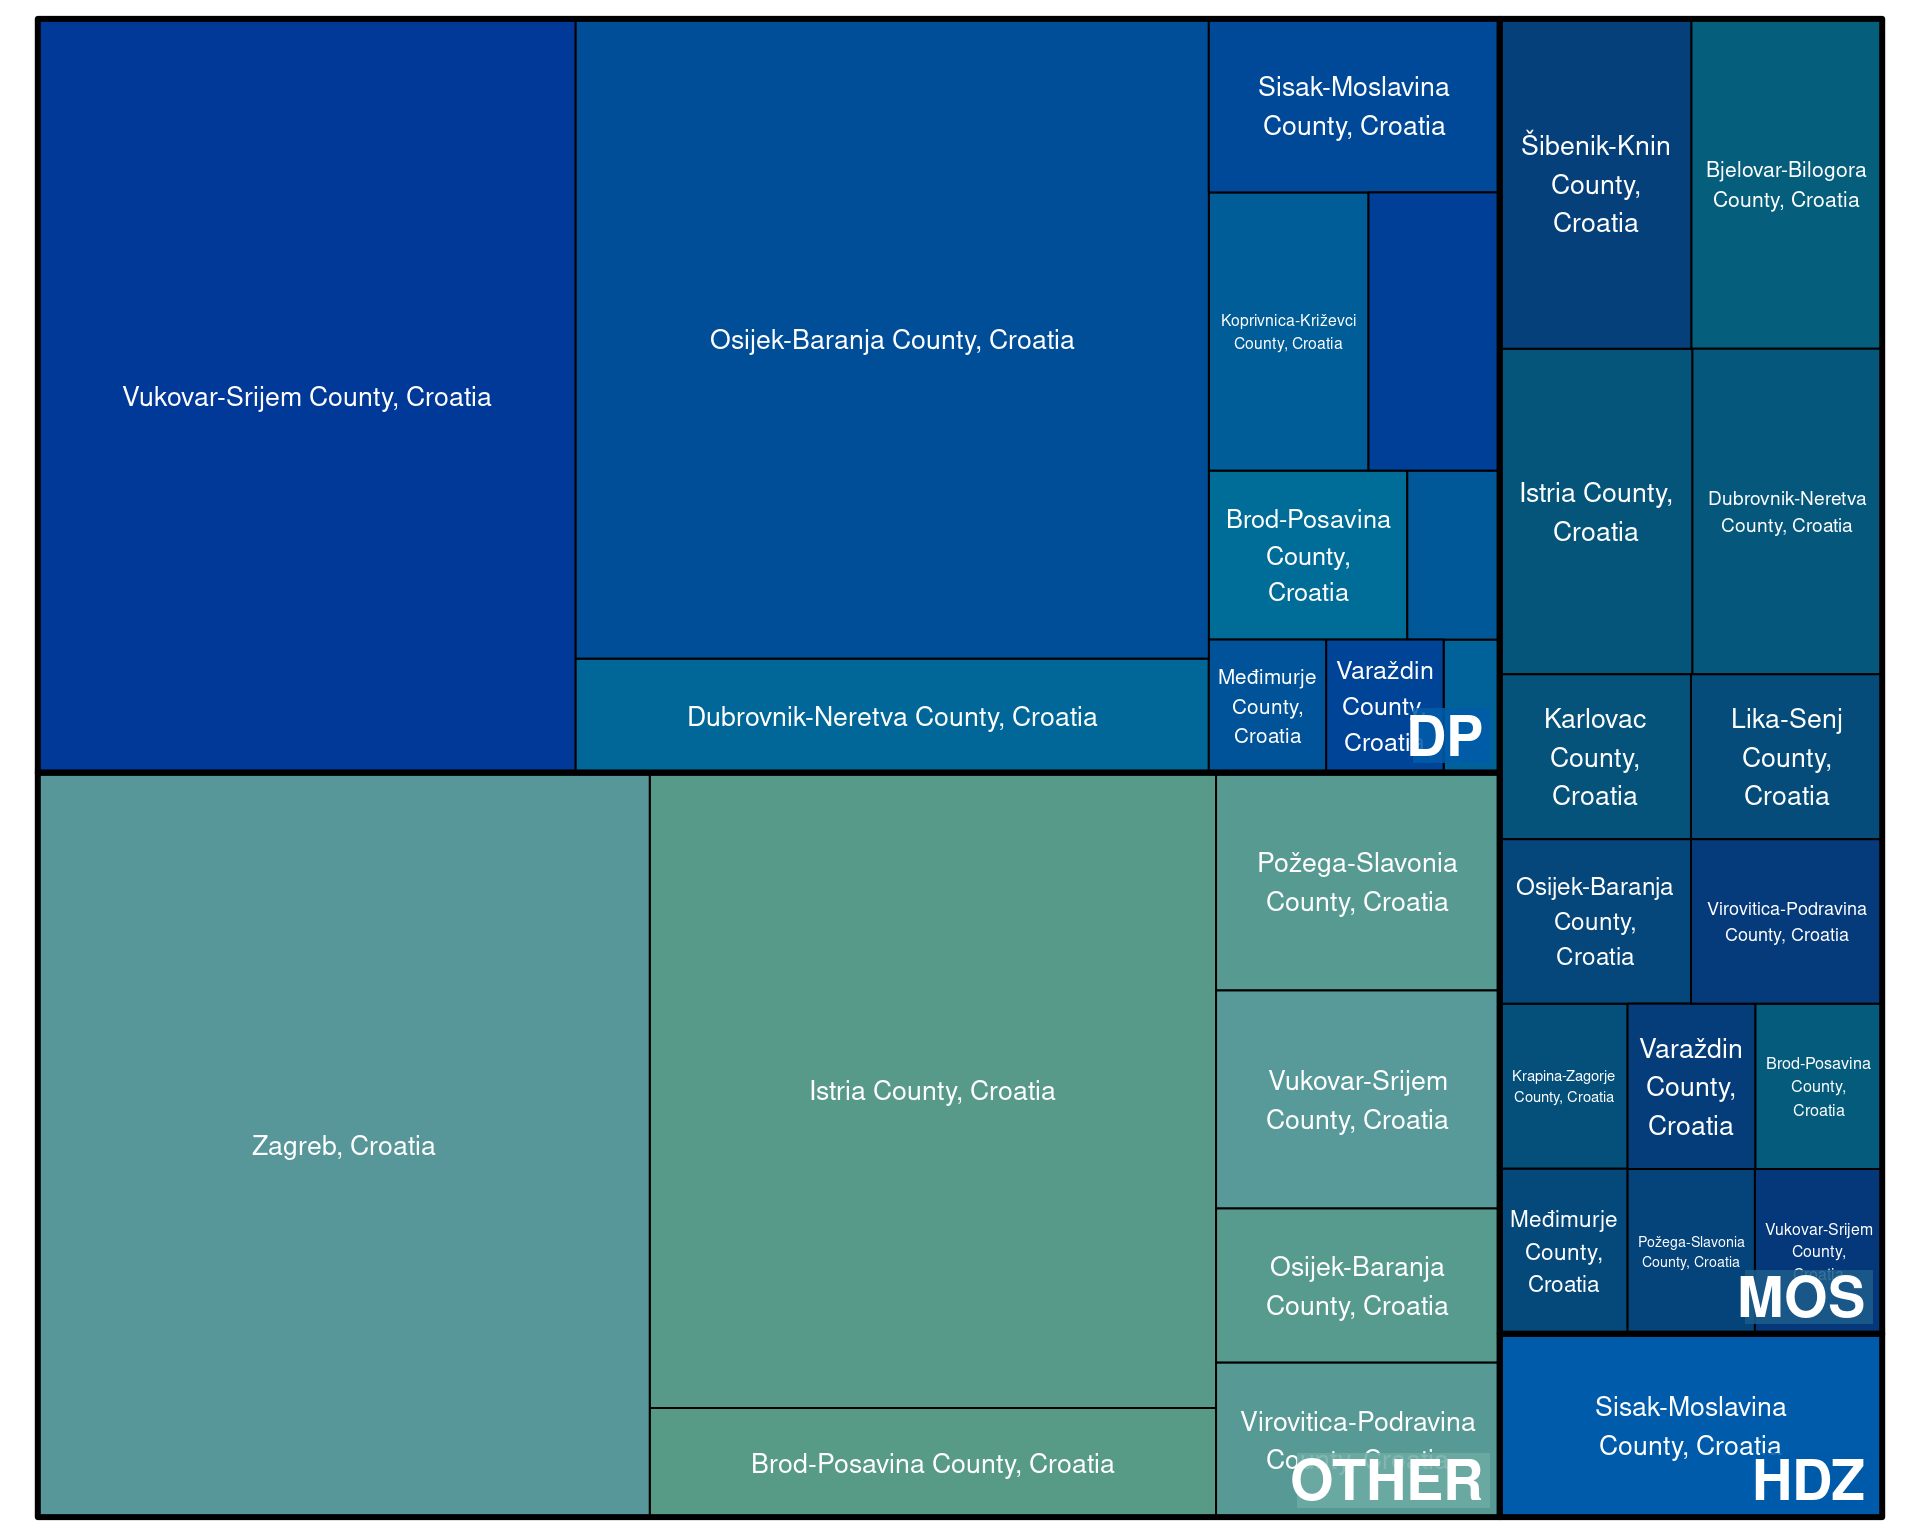 Vukovar-Srijem County, Croatia
Osijek-Baranja County, Croatia
Dubrovnik-Neretva County, Croatia
Sisak-Moslavina
County, Croatia
Koprivnica-Križevci
County, Croatia
Brod-Posavina
County,
Croatia
Međimurje
County,
Croatia
Varaždin
County,
Croatia
DP
Zagreb, Croatia
Istria County, Croatia
Brod-Posavina County, Croatia
Požega-Slavonia
County, Croatia
Vukovar-Srijem
County, Croatia
Osijek-Baranja
County, Croatia
Virovitica-Podravina
County, Croatia
OTHER
Šibenik-Knin
County,
Croatia
Bjelovar-Bilogora
County, Croatia
Istria County,
Croatia
Dubrovnik-Neretva
County, Croatia
Karlovac
County,
Croatia
Lika-Senj
County,
Croatia
Osijek-Baranja
County,
Croatia
Virovitica-Podravina
County, Croatia
Krapina-Zagorje
County, Croatia
Varaždin
County,
Croatia
Brod-Posavina
County,
Croatia
Međimurje
County,
Croatia
Požega-Slavonia
County, Croatia
Vukovar-Srijem
County,
Croatia
MOS
Sisak-Moslavina
County, Croatia
HDZ